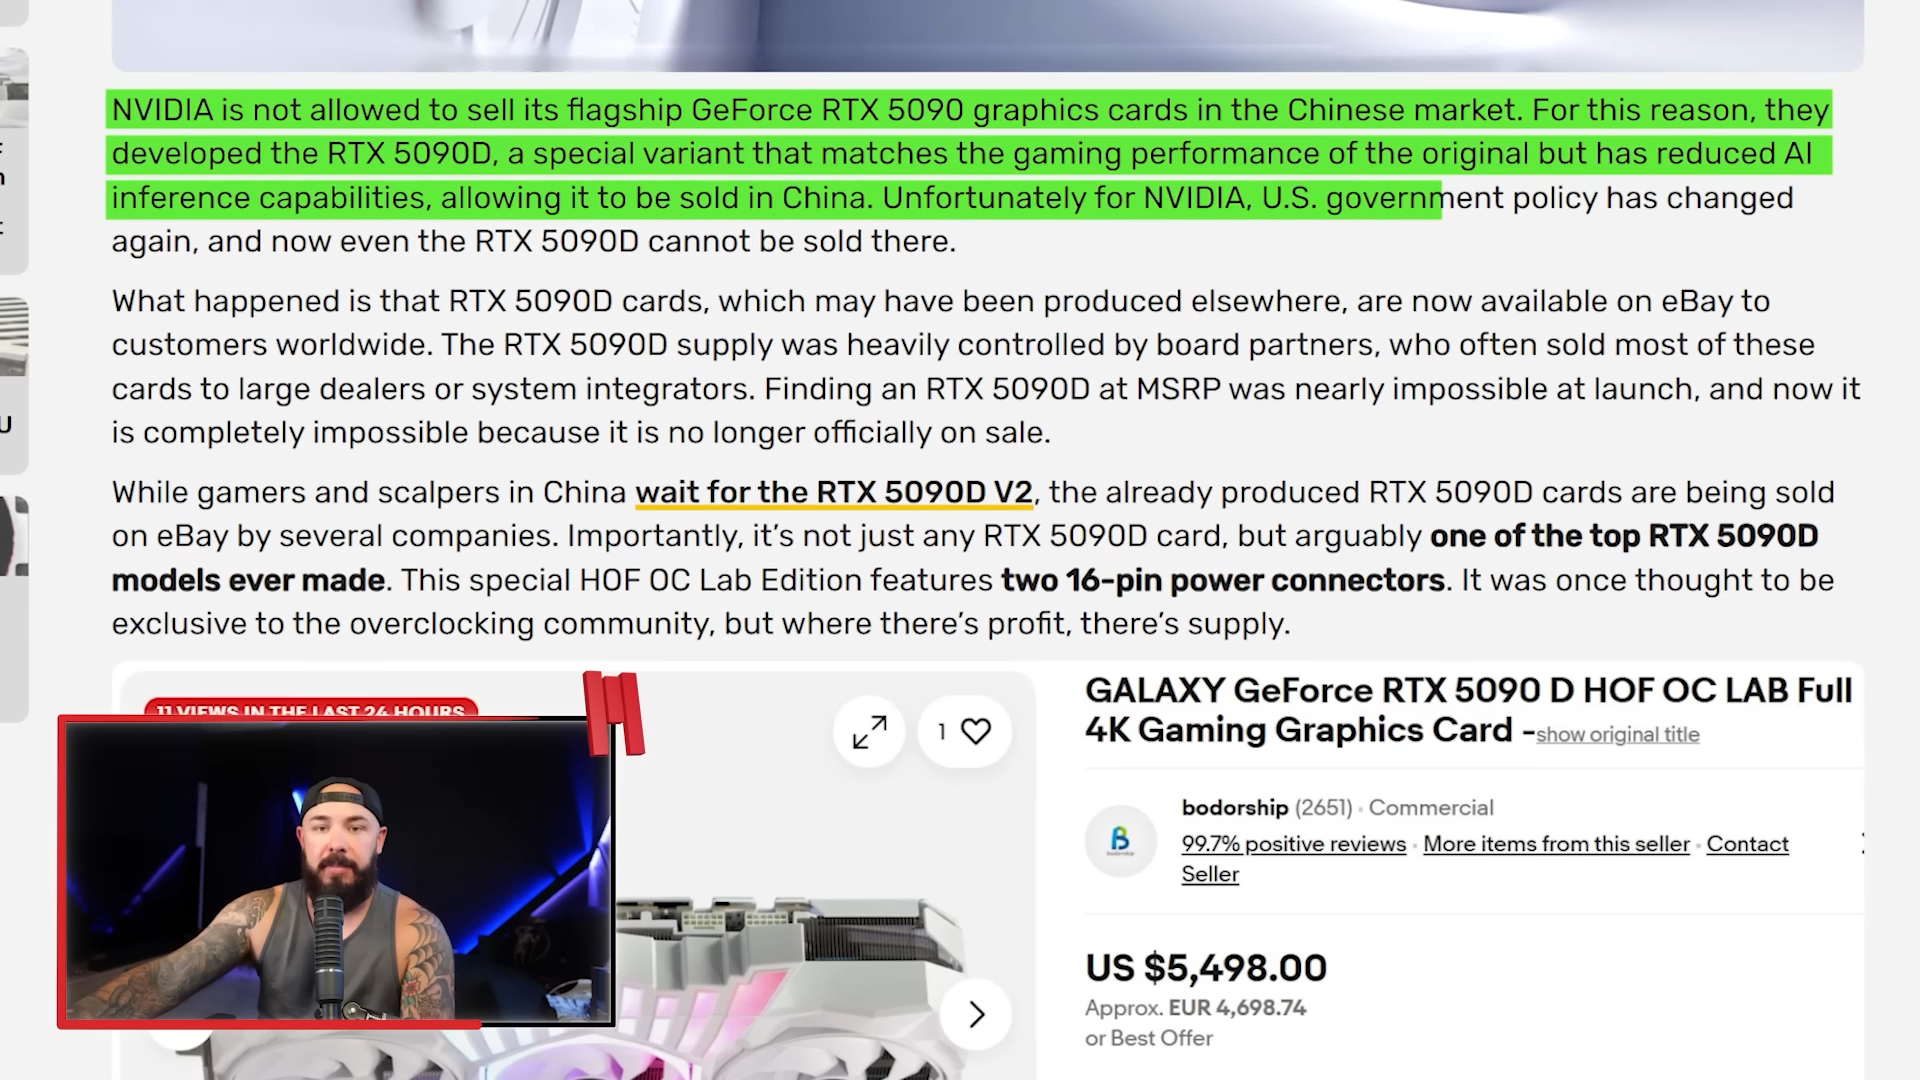 NVIDIA is not allowed to sell its flagship GeForce RTX 5090 graphics cards in the Chinese market. For this reason, they
developed the RTX 5090D, a special variant that matches the gaming performance of the original but has reduced AI
inference capabilities, allowing it to be sold in China. Unfortunately for NVIDIA, U.S. government policy has changed
again, and now even the RTX 5090D cannot be sold there.
What happened is that RTX 5090D cards, which may have been produced elsewhere, are now available on eBay to
customers worldwide. The RTX 5090D supply was heavily controlled by board partners, who often sold most of these
cards to large dealers or system integrators. Finding an RTX 5090D at MSRP was nearly impossible at launch, and now it
is completely impossible because it is no longer officially on sale.
While gamers and scalpers in China wait for the RTX 5090D V2, the already produced RTX 5090D cards are being sold
on eBay by several companies. Importantly, it's not just any RTX 5090D card, but arguably one of the top RTX 5090D
models ever made. This special HOF OC Lab Edition features two 16-pin power connectors. It was once thought to be
exclusive to the overclocking community, but where there's profit, there's supply.
11 VIEWS IN THE LAST 24 HOURS
1
GALAXY GeForce RTX 5090 D HOF OC LAB Full
4K Gaming Graphics Card -show original title
bodorship (2651) · Commercial
99.7% positive reviews · More items from this seller · Contact
Seller
US $5,498.00
Approx. EUR 4,698.74
or Best Offer
U